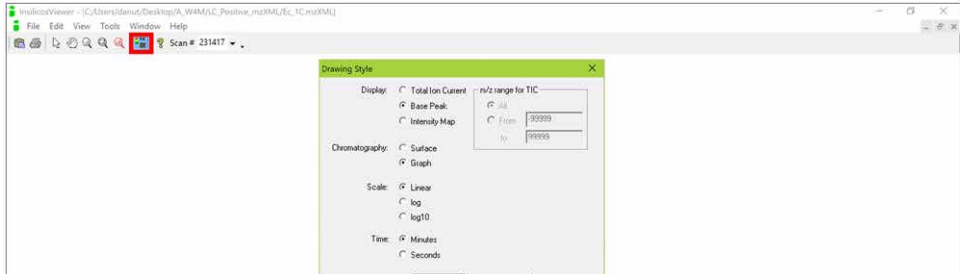 InsilicosViewer - [C:/Users/danut/Desktop/A_W4M/LC_Positive_mzXML/Ec_1C.mzXML]
File Edit View Tools Window Help
Scan # 231417
Drawing Style
Display: Total Ion Current m/z range for TIC
Base Peak All
Intensity Map From -99999
to 99999
Chromatography: Surface
Graph
Scale: Linear
log
log10
Time: Minutes
Seconds